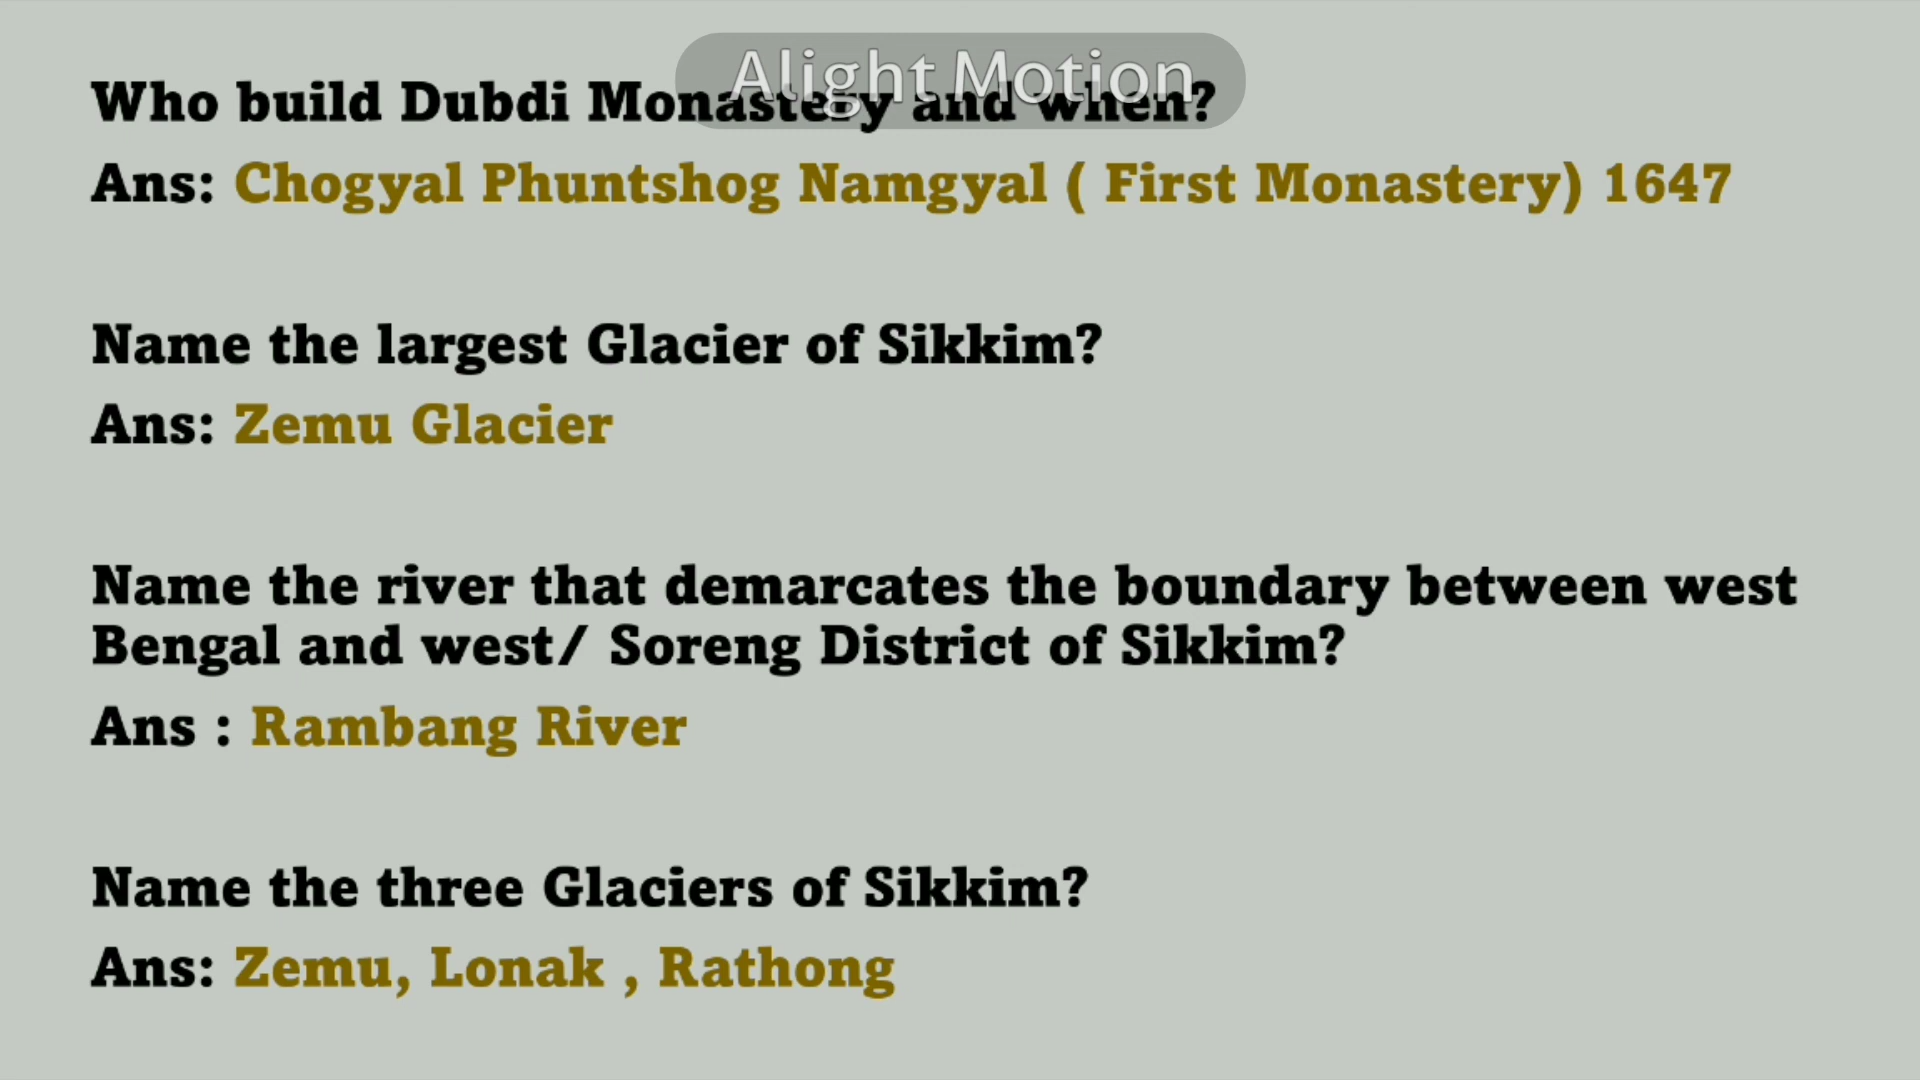 Alight Motion
Who build Dubdi Monastery and when?
Ans: Chogyal Phuntshog Namgyal ( First Monastery) 1647
Name the largest Glacier of Sikkim?
Ans: Zemu Glacier
Name the river that demarcates the boundary between west
Bengal and west/ Soreng District of Sikkim?
Ans : Rambang River
Name the three Glaciers of Sikkim?
Ans: Zemu, Lonak , Rathong